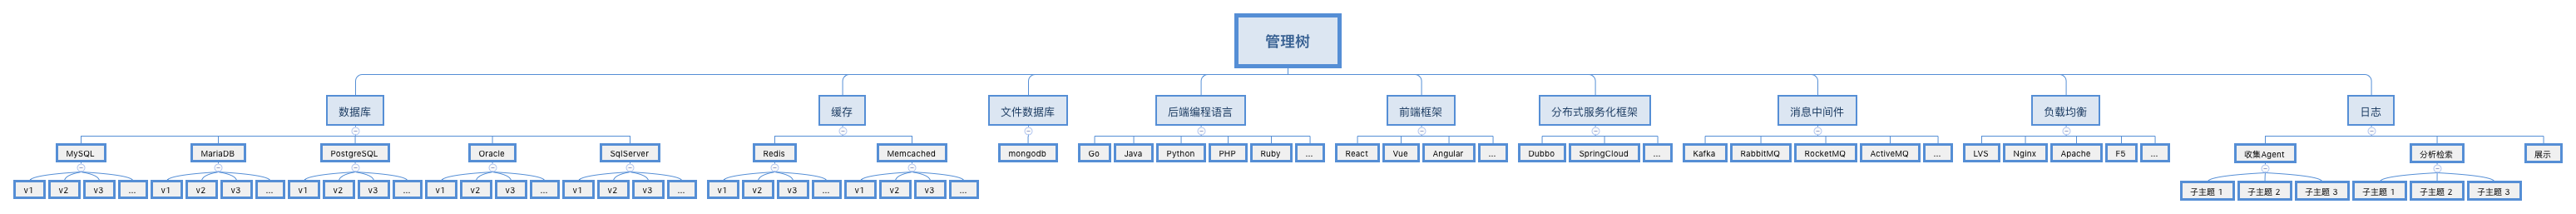 管理树
数据库 缓存 文件数据库 后端编程语言 前端框架 分布式服务化框架 消息中间件 负载均衡 日志
MySQL MariaDB PostgreSQL Oracle SqlServer Redis Memcached mongodb Go Java Python PHP Ruby ... React Vue Angular ... Dubbo SpringCloud ... Kafka RabbitMQ RocketMQ ActiveMQ ... LVS Nginx Apache F5 ... 收集Agent 分析检索 展示
v1 v2 v3 ... v1 v2 v3 ... v1 v2 v3 ... v1 v2 v3 ... v1 v2 v3 ... v1 v2 v3 ... v1 v2 v3 ... 子主题 1 子主题 2 子主题 3 子主题 1 子主题 2 子主题 3